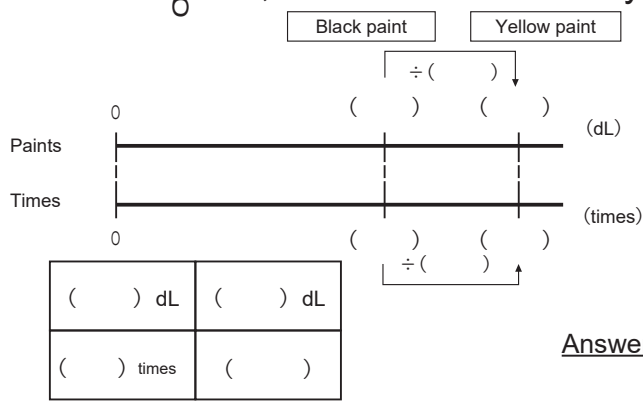 Black paint Yellow paint
÷( )
0 ( ) ( )
(dL)
Paints
Times
(times)
0 ( ) ( )
÷( )
( ) dL ( ) dL
( ) times ( )
Answe